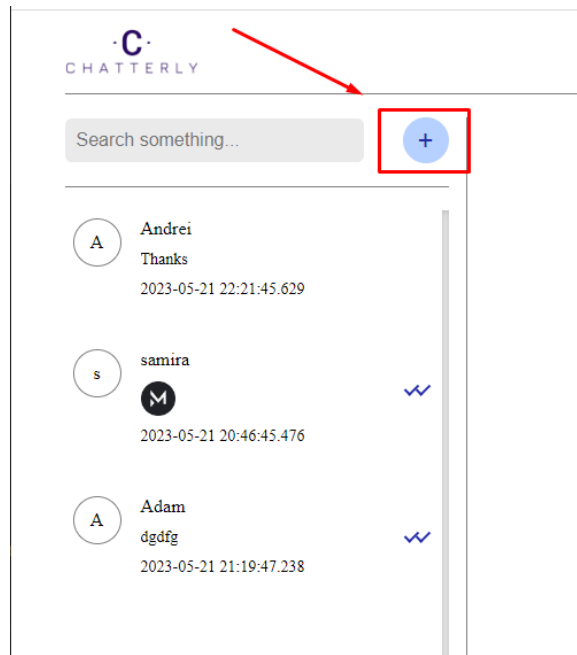 ·C·
CHATTERLY
Search something...
+
A
Andrei
Thanks
2023-05-21 22:21:45.629
s
samira
M
2023-05-21 20:46:45.476
A
Adam
dgdfg
2023-05-21 21:19:47.238